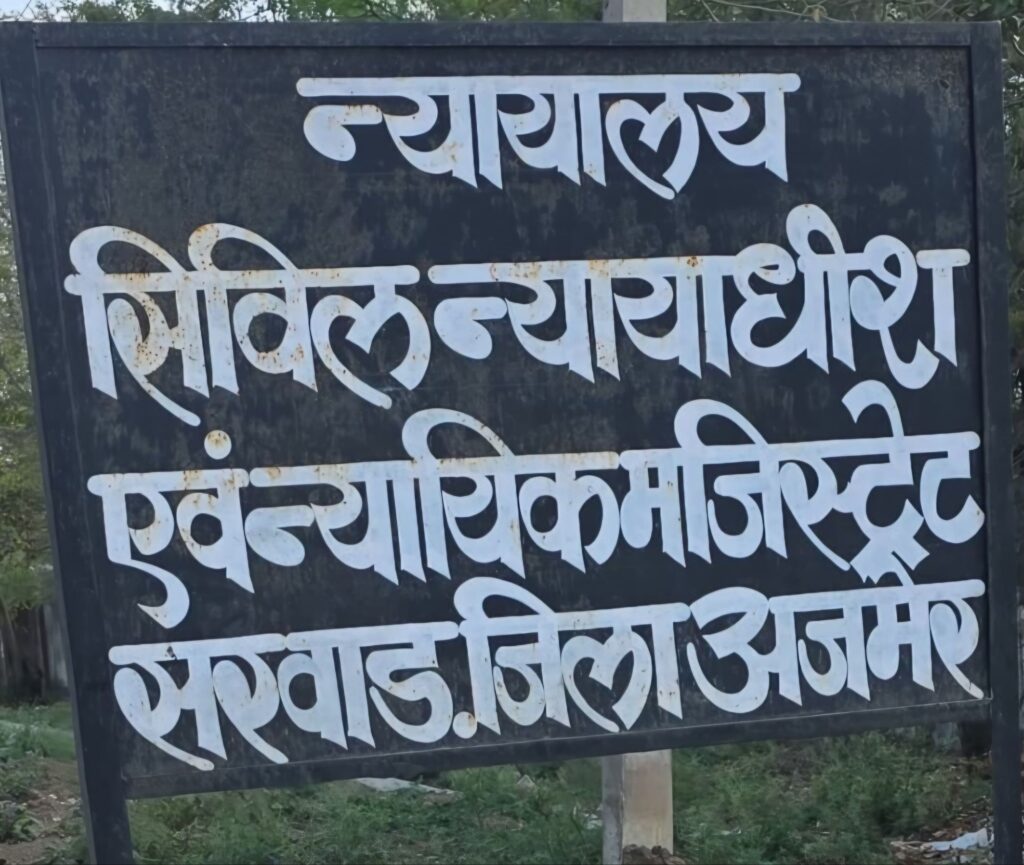 न्यायालय
सिविल न्यायाधीश
एवं न्यायिक मजिस्ट्रेट
सरवाड़ जिला अजमेर